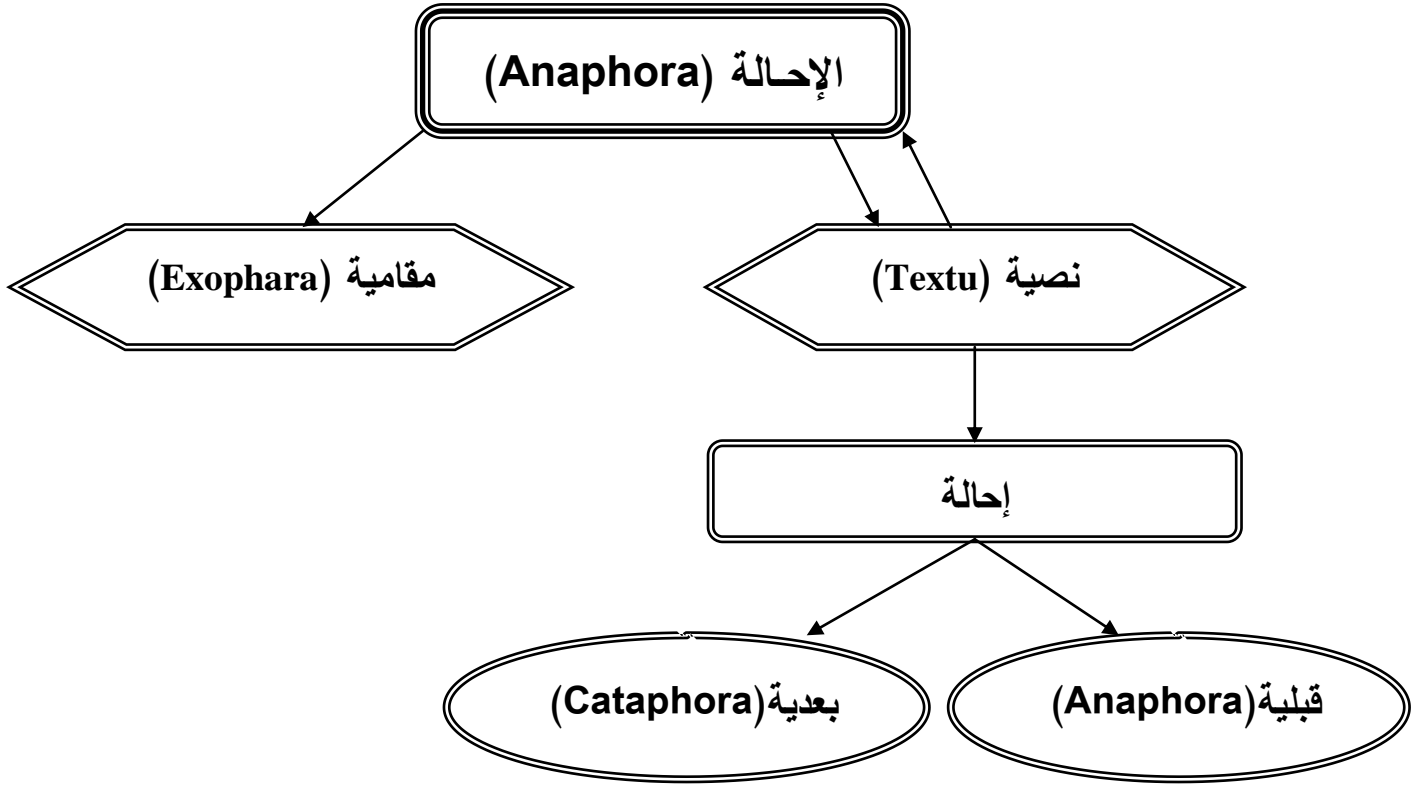 الإحـالة (Anaphora)
نصية (Textu)
مقامية (Exophara)
إحالة
قبلية(Anaphora)
بعدية(Cataphora)